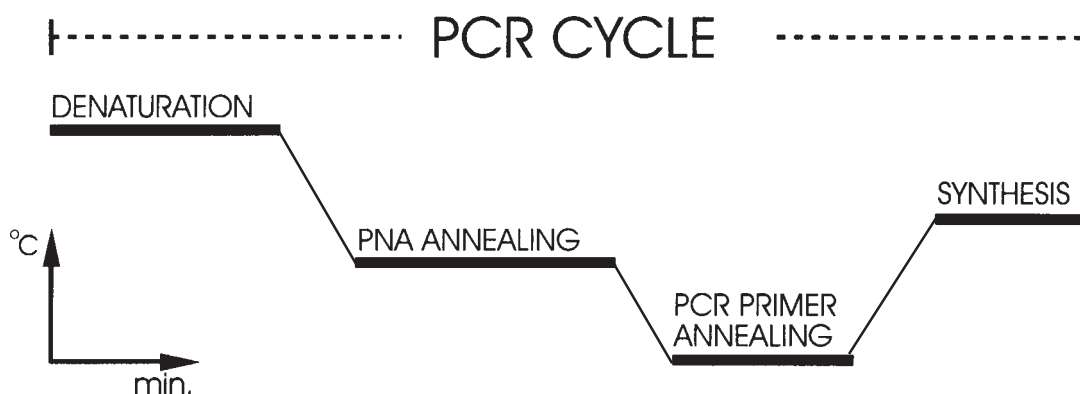 PCR CYCLE
DENATURATION
SYNTHESIS
°C
PNA ANNEALING
PCR PRIMER
ANNEALING
min.